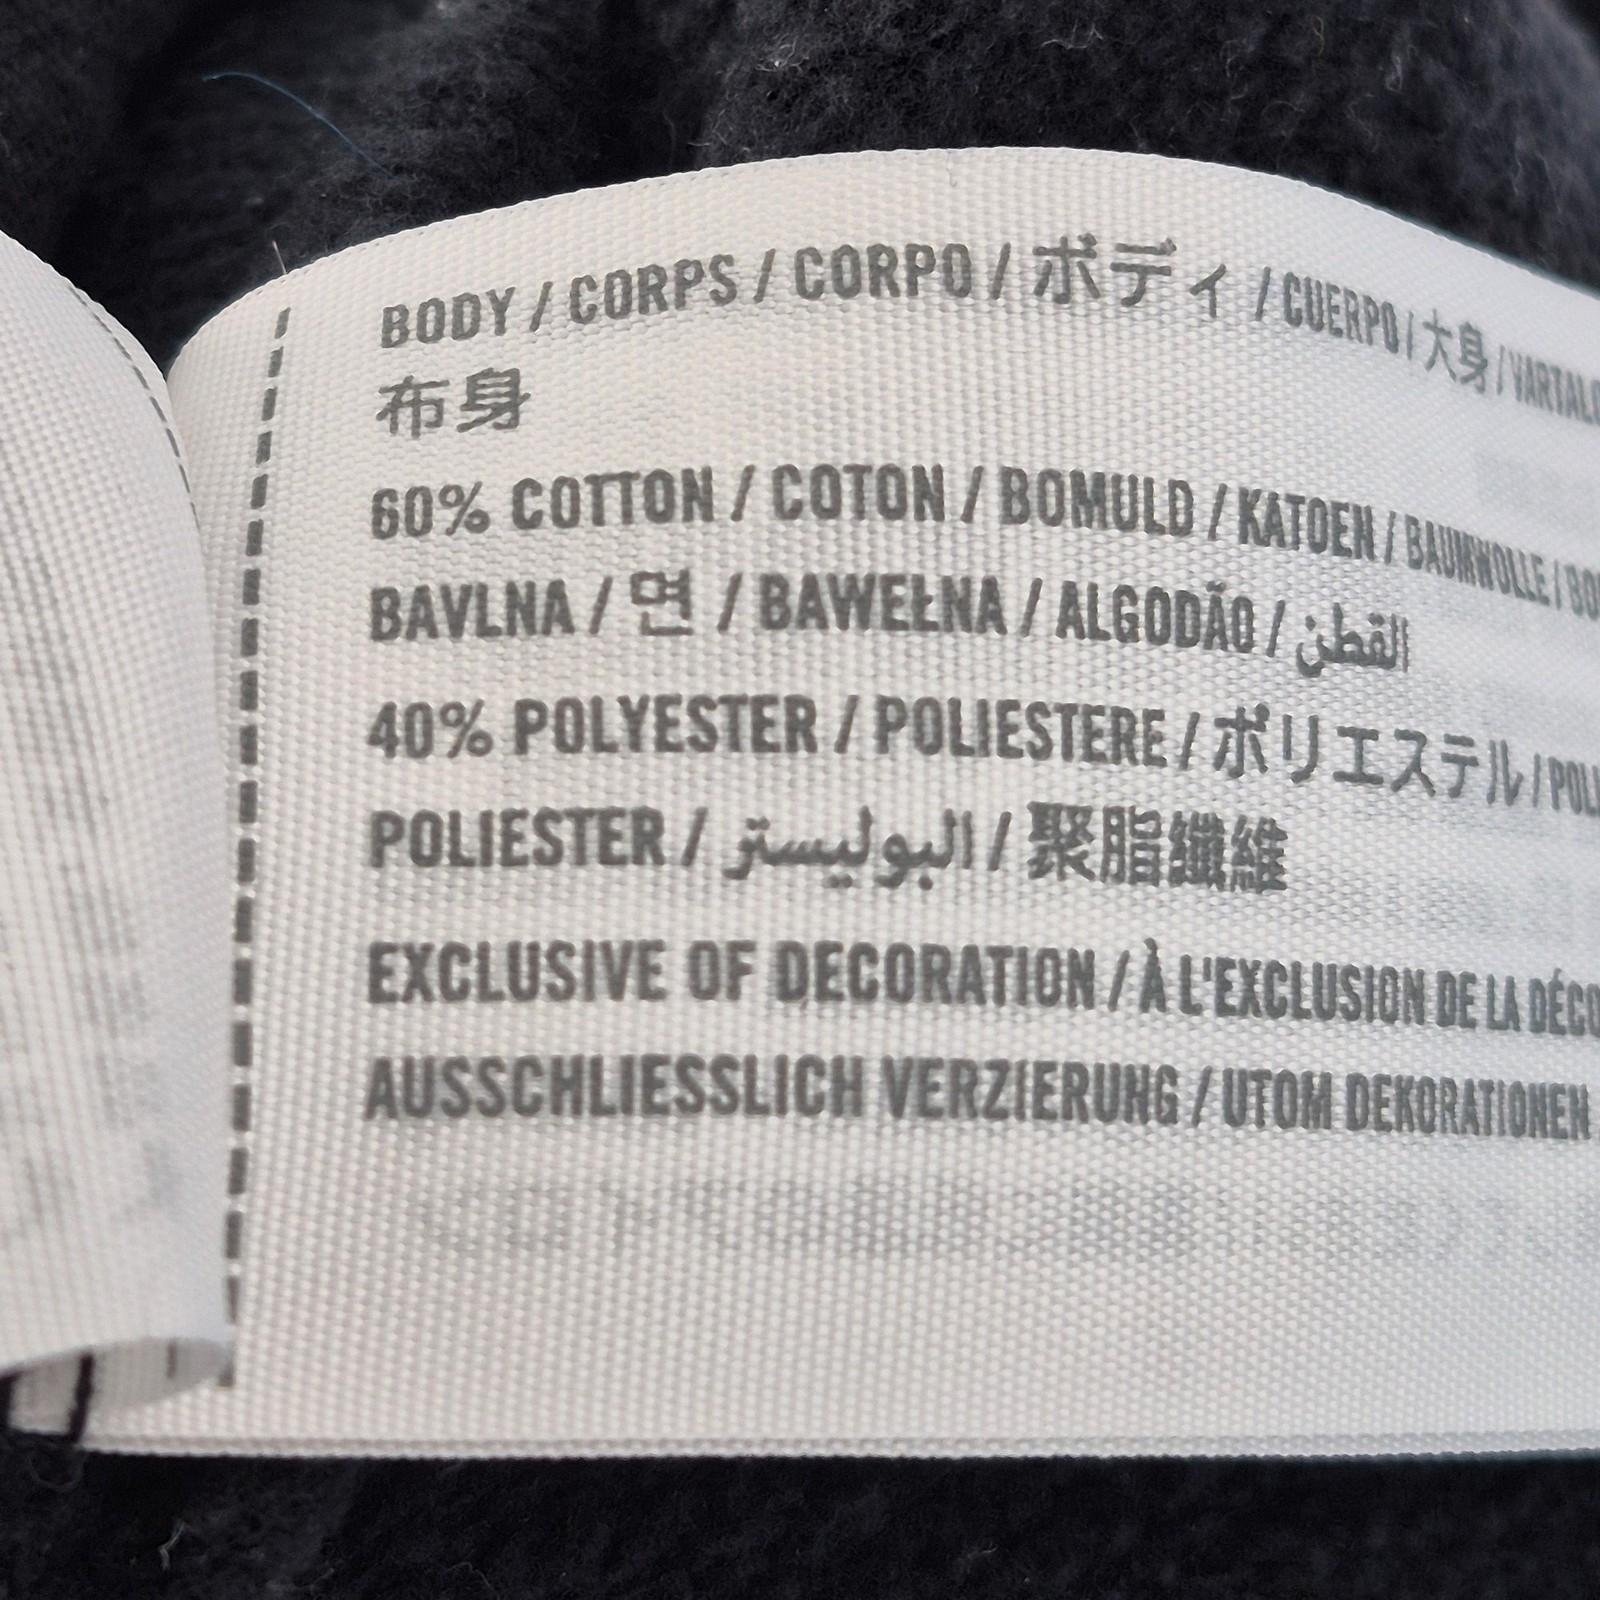 BODY / CORPS / CORPO / ボディ / CUERPO / 大身 / VARTALO
布身
60% COTTON / COTON / BOMULD / KATOEN / BAUMWOLLE /
BAVLNA / 면 / BAWEŁNA / ALGODÃO / القطن
40% POLYESTER / POLIESTERE / ポリエステル /
POLIESTER / البوليستر / 聚脂纖維
EXCLUSIVE OF DECORATION / À L'EXCLUSION DE LA DÉCO
AUSSCHLIESSLICH VERZIERUNG / UTOM DEKORATIONEN